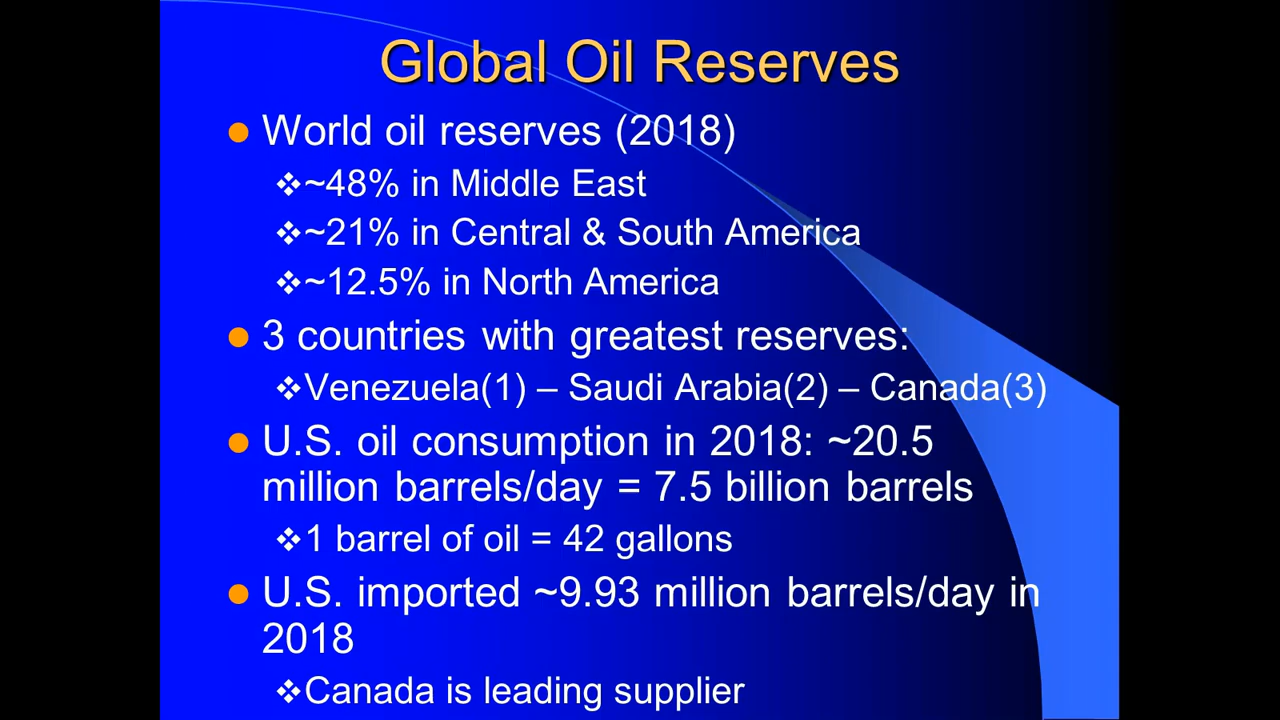 Global Oil Reserves
● World oil reserves (2018)
❖~48% in Middle East
❖~21% in Central & South America
❖~12.5% in North America
● 3 countries with greatest reserves:
❖Venezuela(1) – Saudi Arabia(2) – Canada(3)
● U.S. oil consumption in 2018: ~20.5
million barrels/day = 7.5 billion barrels
❖1 barrel of oil = 42 gallons
● U.S. imported ~9.93 million barrels/day in
2018
❖Canada is leading supplier